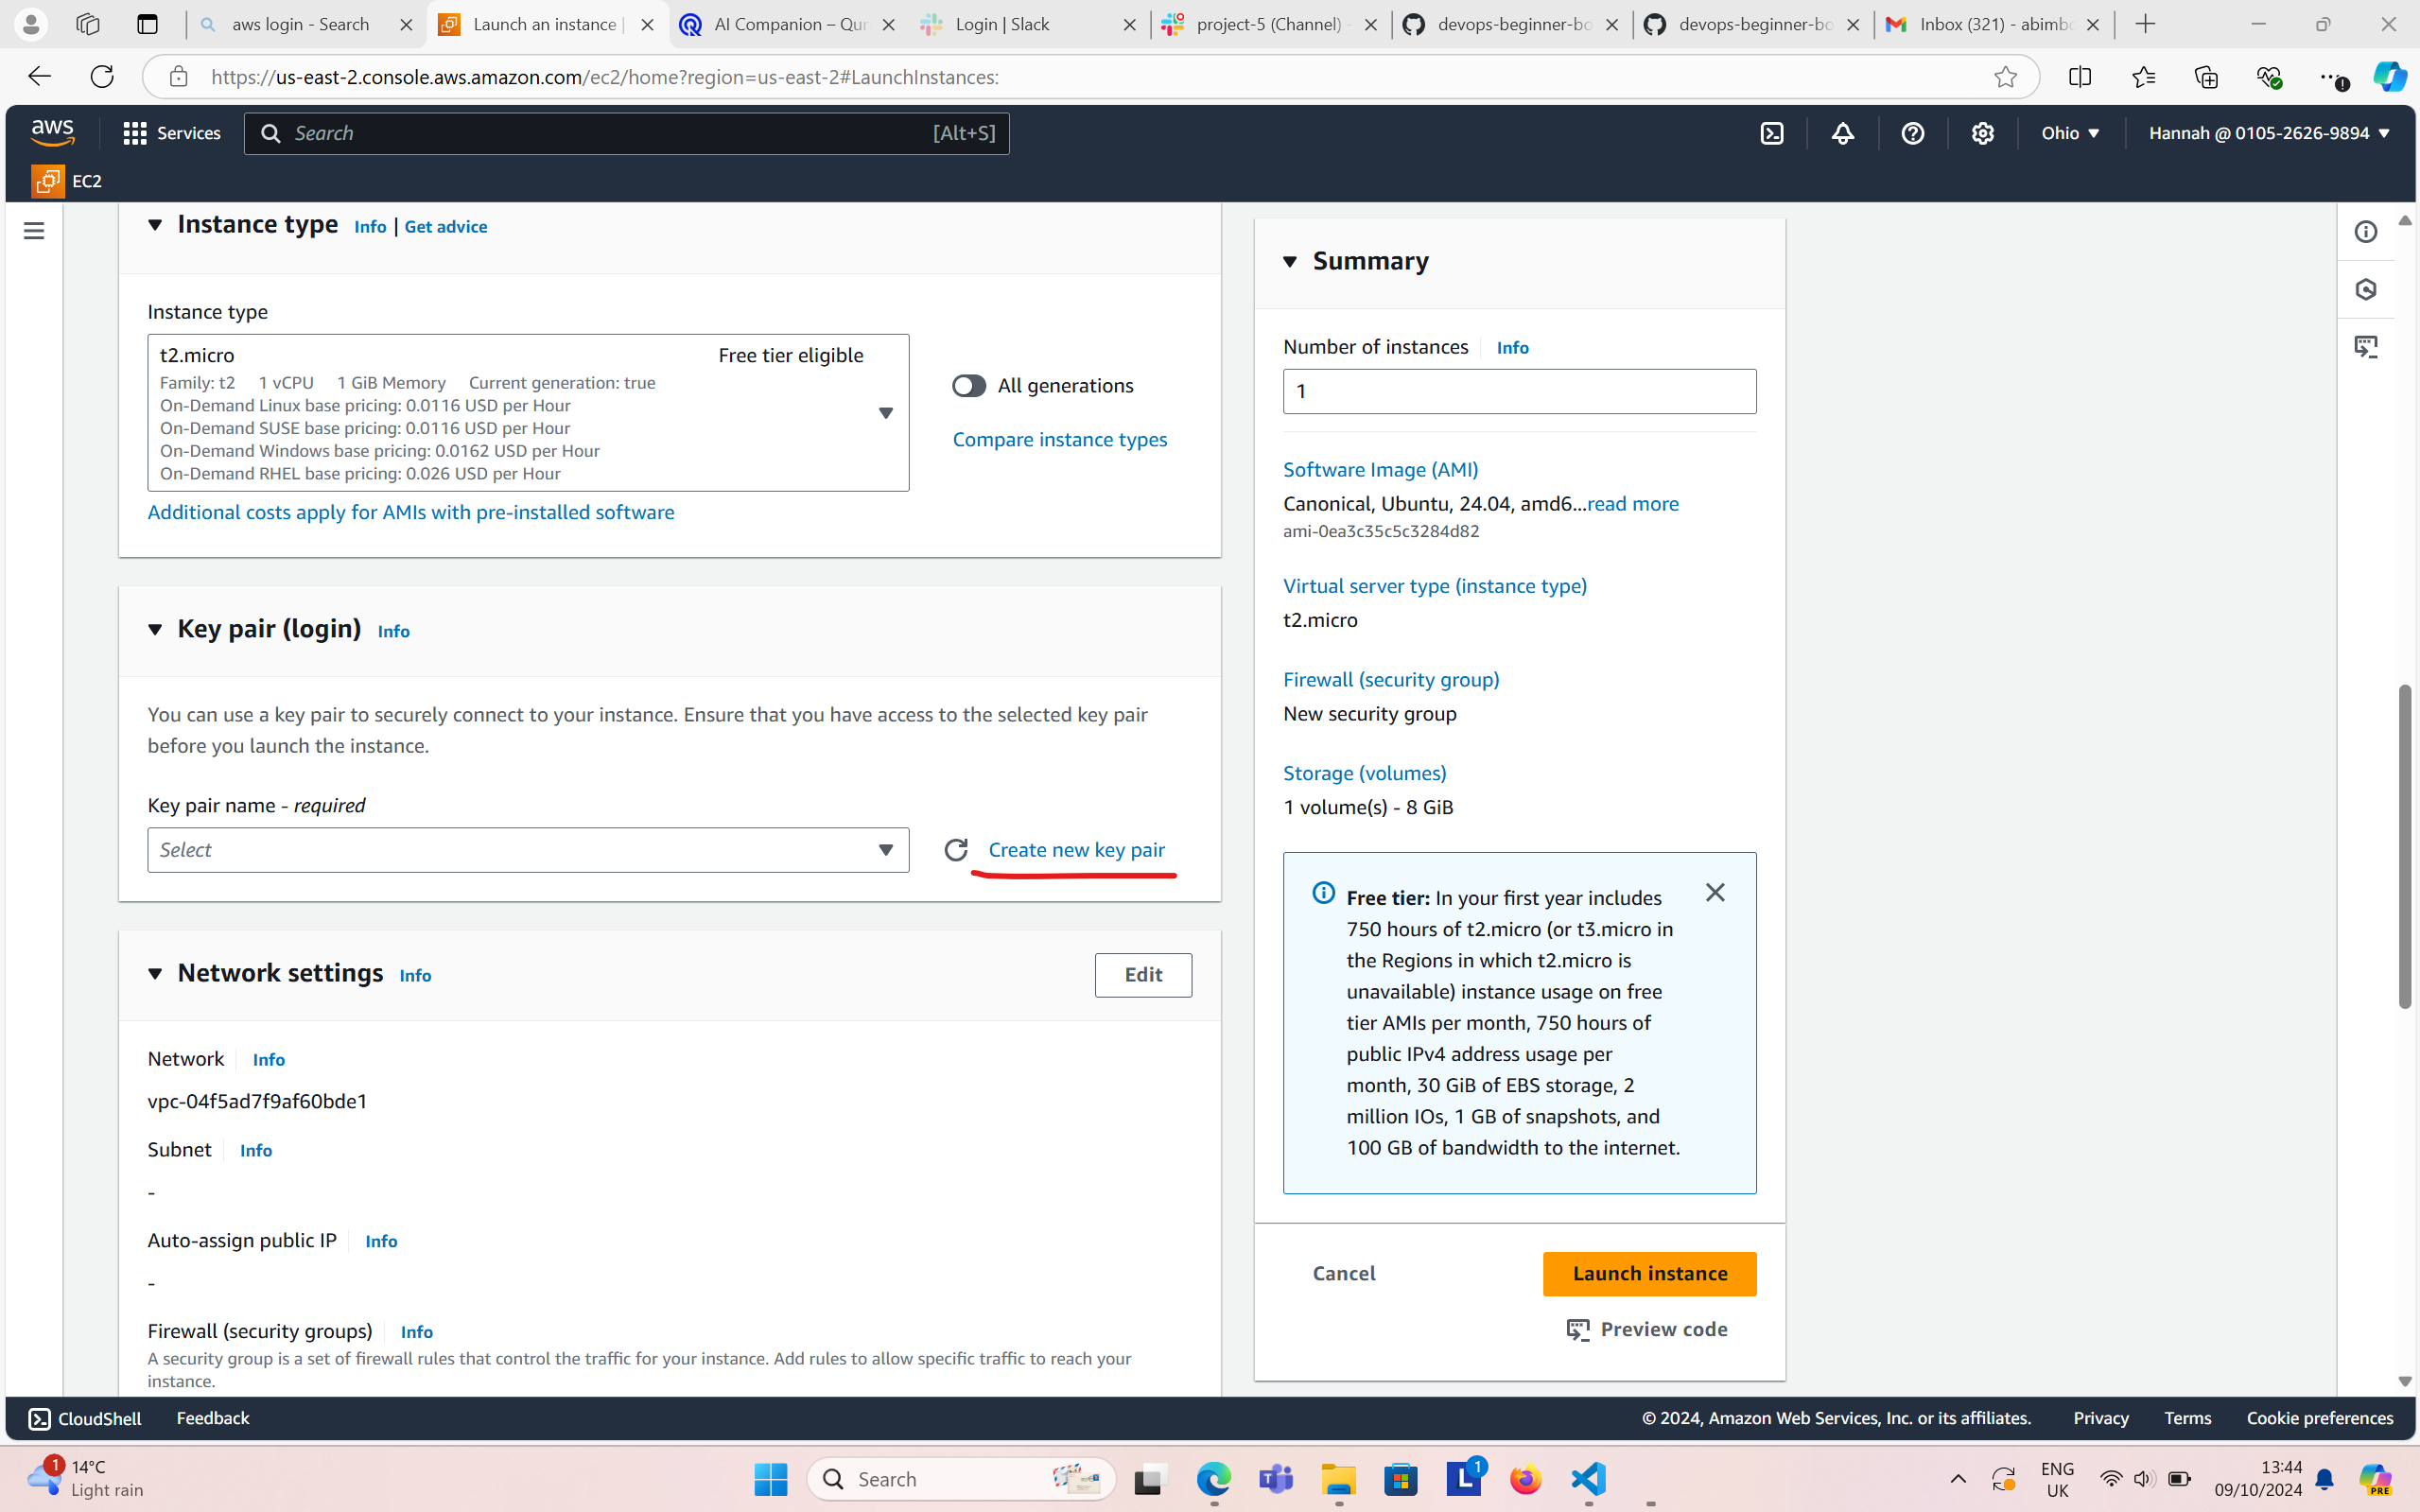 aws login - Search
Launch an instance |
AI Companion – Qur
Login | Slack
project-5 (Channel) -
devops-beginner-bo
devops-beginner-bo
Inbox (321) - abimb
https://us-east-2.console.aws.amazon.com/ec2/home?region=us-east-2#LaunchInstances:
aws
Services
Search
[Alt+S]
Ohio
Hannah @ 0105-2626-9894
EC2
Instance type
Info | Get advice
Instance type
t2.micro
Free tier eligible
Family: t2 1 vCPU 1 GiB Memory Current generation: true
On-Demand Linux base pricing: 0.0116 USD per Hour
On-Demand SUSE base pricing: 0.0116 USD per Hour
On-Demand Windows base pricing: 0.0162 USD per Hour
On-Demand RHEL base pricing: 0.026 USD per Hour
All generations
Compare instance types
Additional costs apply for AMIs with pre-installed software
Key pair (login) Info
You can use a key pair to securely connect to your instance. Ensure that you have access to the selected key pair
before you launch the instance.
Key pair name - required
Select
Create new key pair
Network settings Info
Edit
Network Info
vpc-04f5ad7f9af60bde1
Subnet Info
-
Auto-assign public IP Info
-
Firewall (security groups) Info
A security group is a set of firewall rules that control the traffic for your instance. Add rules to allow specific traffic to reach your
instance.
Summary
Number of instances Info
1
Software Image (AMI)
Canonical, Ubuntu, 24.04, amd6...read more
ami-0ea3c35c5c3284d82
Virtual server type (instance type)
t2.micro
Firewall (security group)
New security group
Storage (volumes)
1 volume(s) - 8 GiB
Free tier: In your first year includes
750 hours of t2.micro (or t3.micro in
the Regions in which t2.micro is
unavailable) instance usage on free
tier AMIs per month, 750 hours of
public IPv4 address usage per
month, 30 GiB of EBS storage, 2
million IOs, 1 GB of snapshots, and
100 GB of bandwidth to the internet.
Cancel
Launch instance
Preview code
CloudShell
Feedback
© 2024, Amazon Web Services, Inc. or its affiliates.
Privacy
Terms
Cookie preferences
1
14°C
Light rain
Search
L
1
ENG
UK
13:44
09/10/2024
PRE